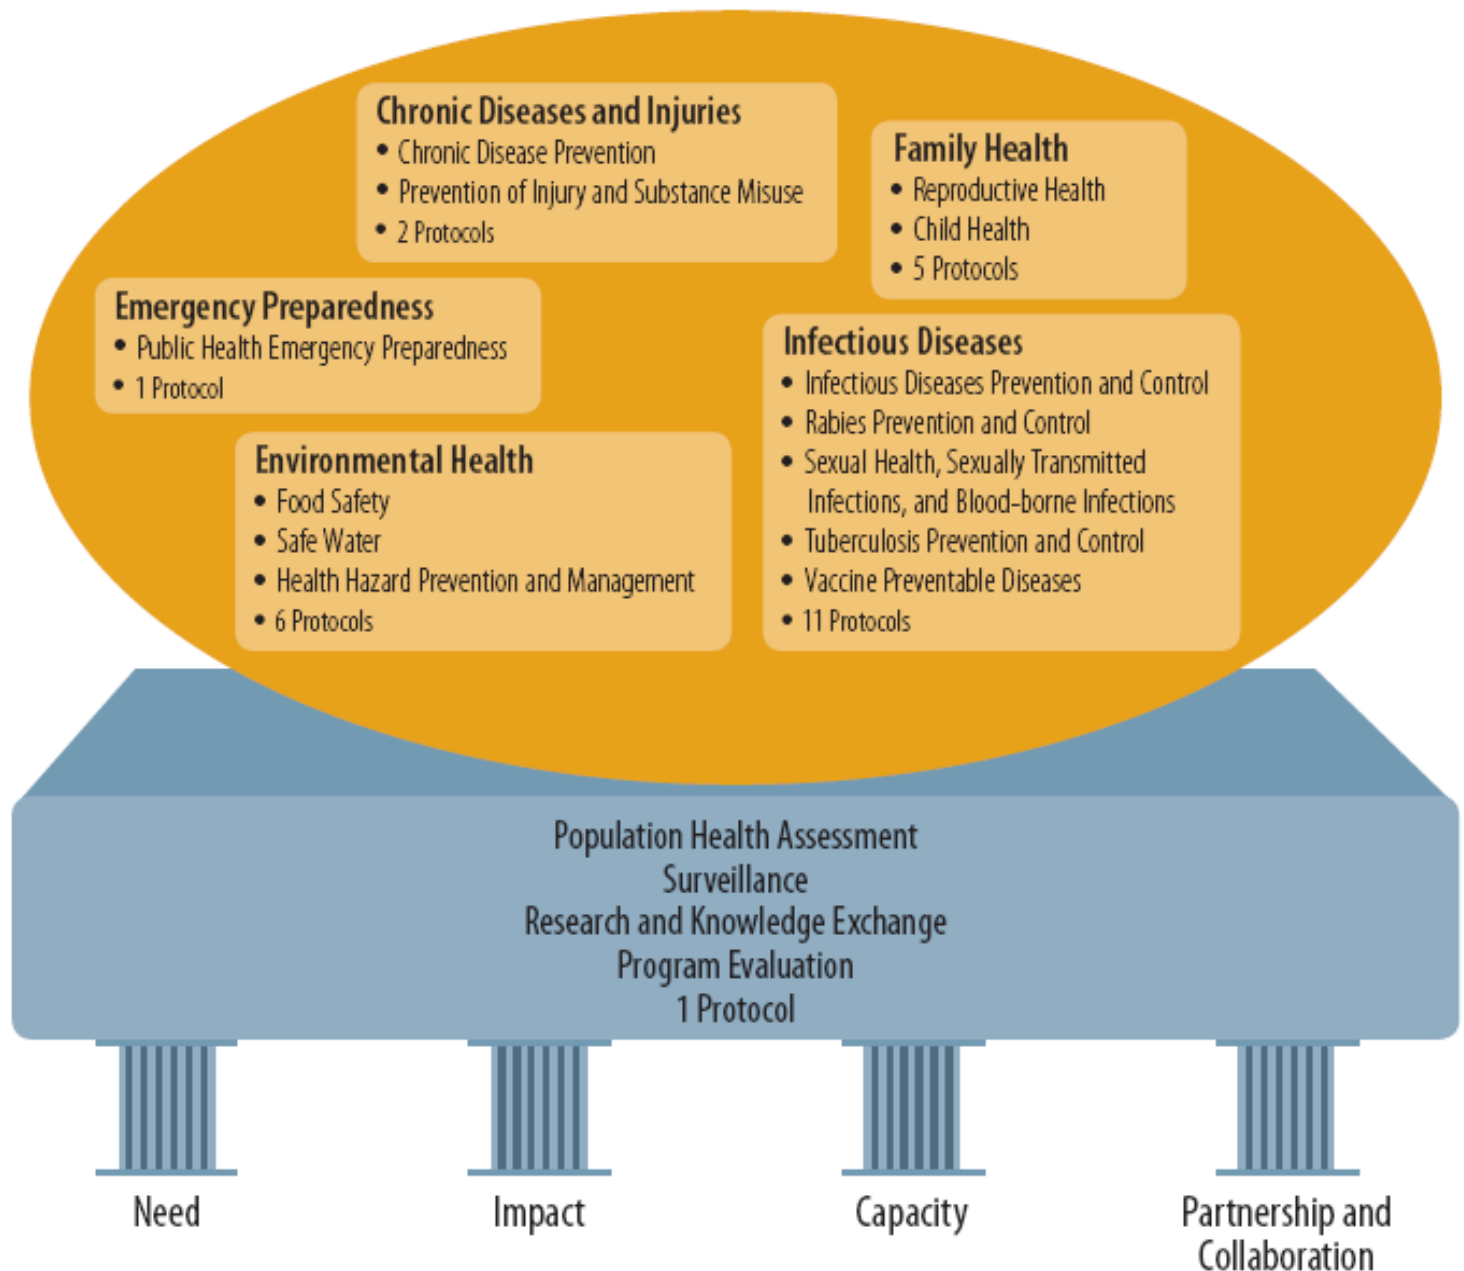 Chronic Diseases and Injuries
• Chronic Disease Prevention
• Prevention of Injury and Substance Misuse
• 2 Protocols
Family Health
• Reproductive Health
• Child Health
• 5 Protocols
Emergency Preparedness
• Public Health Emergency Preparedness
• 1 Protocol
Infectious Diseases
• Infectious Diseases Prevention and Control
• Rabies Prevention and Control
• Sexual Health, Sexually Transmitted
Infections, and Blood-borne Infections
• Tuberculosis Prevention and Control
• Vaccine Preventable Diseases
• 11 Protocols
Environmental Health
• Food Safety
• Safe Water
• Health Hazard Prevention and Management
• 6 Protocols
Population Health Assessment
Surveillance
Research and Knowledge Exchange
Program Evaluation
1 Protocol
Need
Impact
Capacity
Partnership and
Collaboration